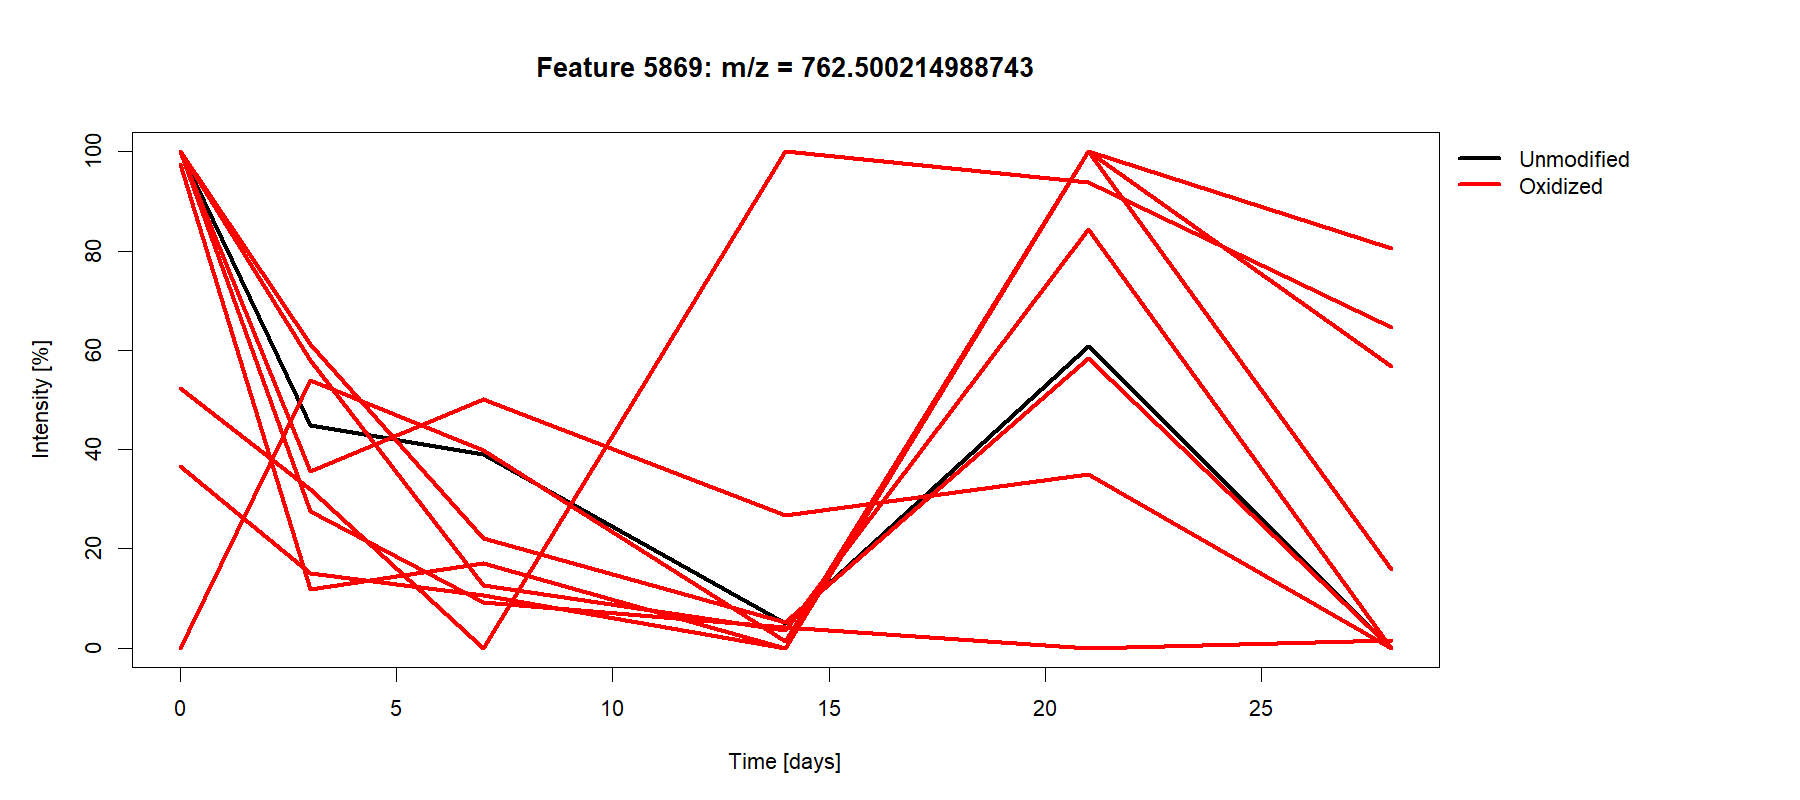 Feature 5869: m/z = 762.500214988743
Unmodified
Oxidized
Intensity [%]
100
80
60
40
20
0
0 5 10 15 20 25
Time [days]